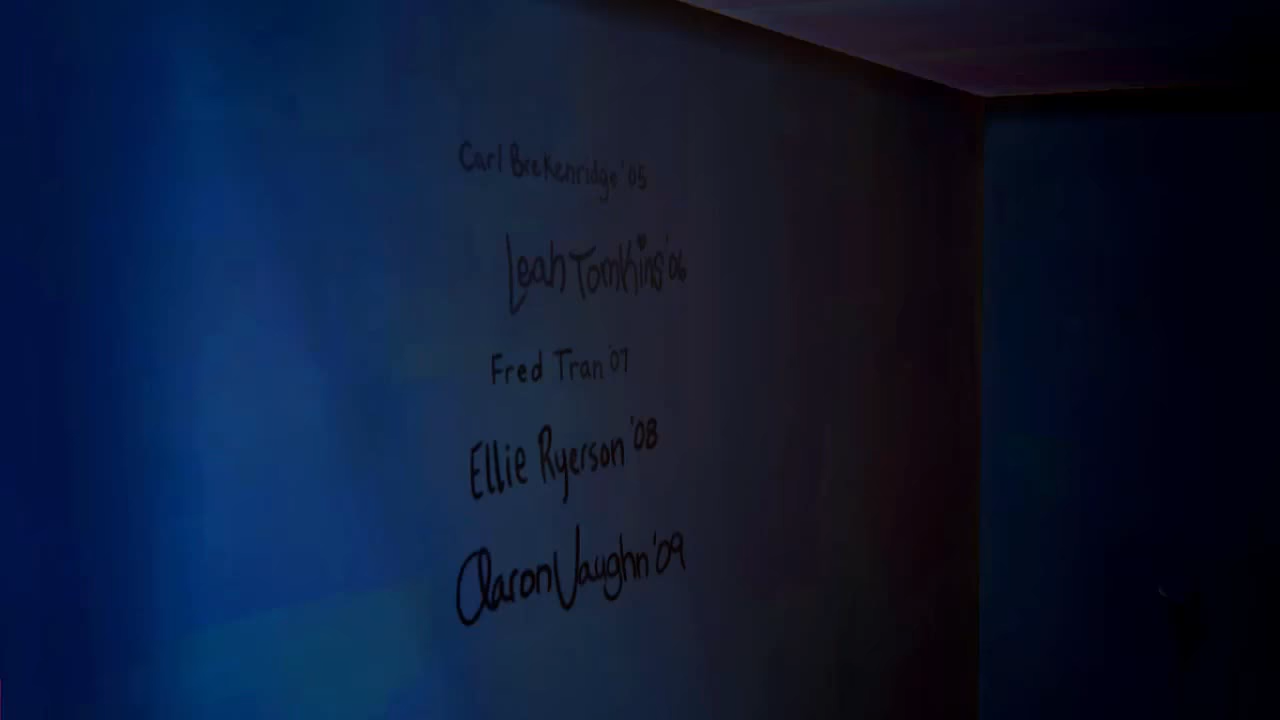 Carl Breckenridge '05
Leah Tomkins '06
Fred Tran '07
Ellie Ryerson '08
Aaron Vaughn '09